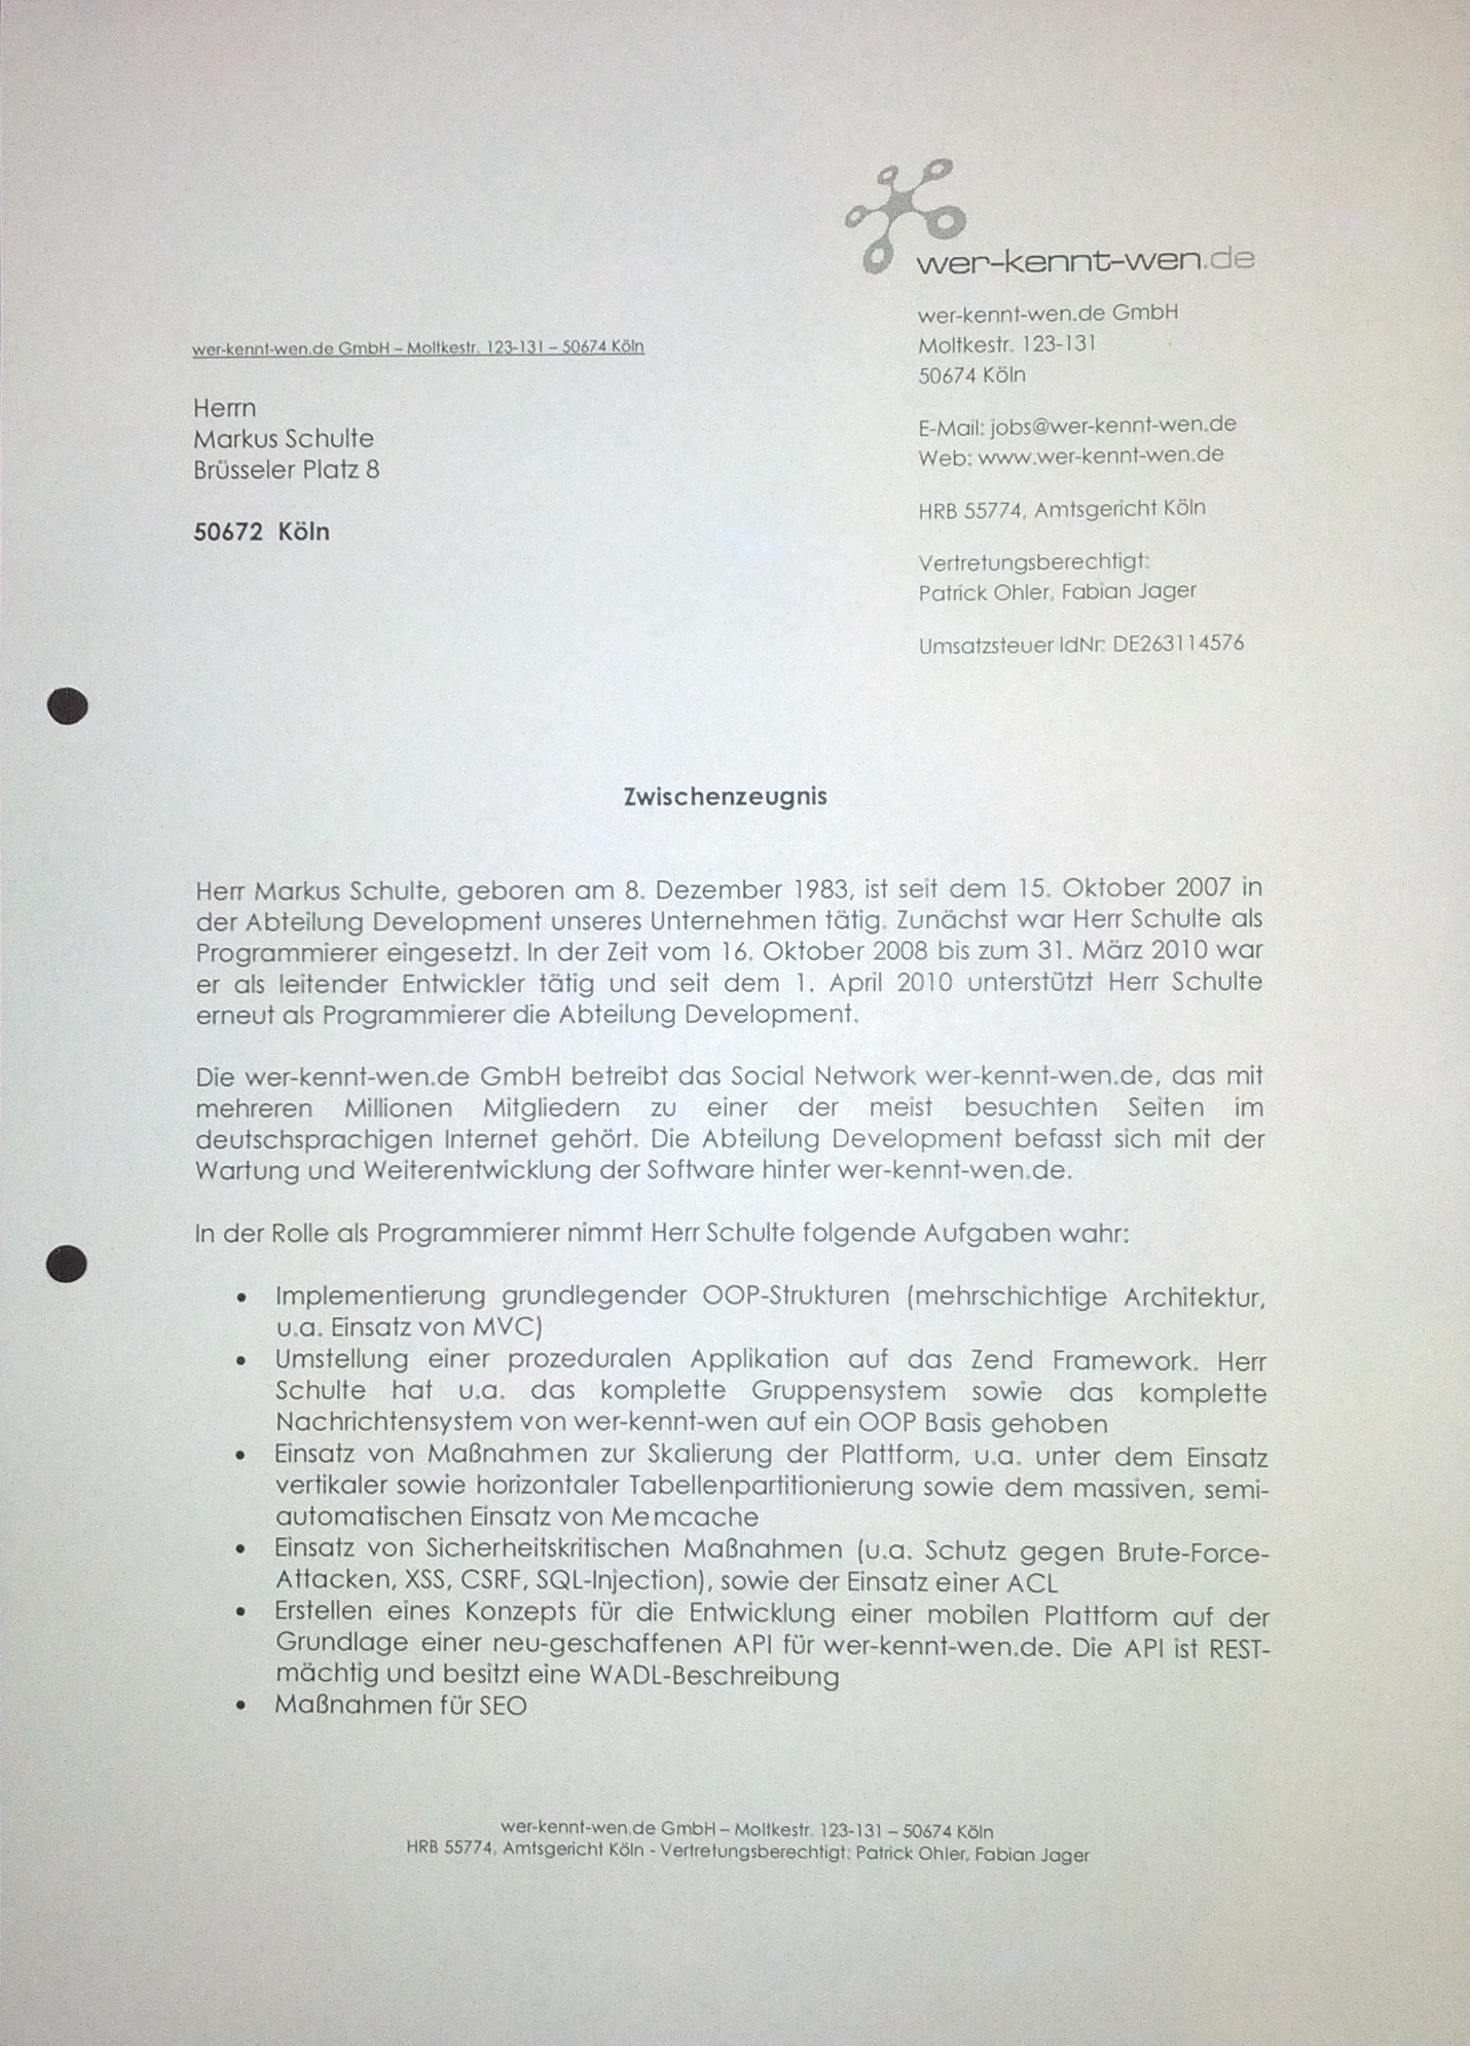 wer-kennt-wen.de
wer-kennt-wen.de GmbH
Moltkestr. 123-131
50674 Köln
E-Mail: jobs@wer-kennt-wen.de
Web: www.wer-kennt-wen.de
HRB 55774, Amtsgericht Köln
Vertretungsberechtigt:
Patrick Ohler, Fabian Jager
Umsatzsteuer IdNr: DE263114576
wer-kennt-wen.de GmbH – Moltkestr. 123-131 – 50674 Köln
Herrn
Markus Schulte
Brüsseler Platz 8
50672 Köln
Zwischenzeugnis
Herr Markus Schulte, geboren am 8. Dezember 1983, ist seit dem 15. Oktober 2007 in
der Abteilung Development unseres Unternehmen tätig. Zunächst war Herr Schulte als
Programmierer eingesetzt. In der Zeit vom 16. Oktober 2008 bis zum 31. März 2010 war
er als leitender Entwickler tätig und seit dem 1. April 2010 unterstützt Herr Schulte
erneut als Programmierer die Abteilung Development.
Die wer-kennt-wen.de GmbH betreibt das Social Network wer-kennt-wen.de, das mit
mehreren Millionen Mitgliedern zu einer der meist besuchten Seiten im
deutschsprachigen Internet gehört. Die Abteilung Development befasst sich mit der
Wartung und Weiterentwicklung der Software hinter wer-kennt-wen.de.
In der Rolle als Programmierer nimmt Herr Schulte folgende Aufgaben wahr:
• Implementierung grundlegender OOP-Strukturen (mehrschichtige Architektur,
u.a. Einsatz von MVC)
• Umstellung einer prozeduralen Applikation auf das Zend Framework. Herr
Schulte hat u.a. das komplette Gruppensystem sowie das komplette
Nachrichtensystem von wer-kennt-wen auf ein OOP Basis gehoben
• Einsatz von Maßnahmen zur Skalierung der Plattform, u.a. unter dem Einsatz
vertikaler sowie horizontaler Tabellenpartitionierung sowie dem massiven, semi-
automatischen Einsatz von Memcache
• Einsatz von Sicherheitskritischen Maßnahmen (u.a. Schutz gegen Brute-Force-
Attacken, XSS, CSRF, SQL-Injection), sowie der Einsatz einer ACL
• Erstellen eines Konzepts für die Entwicklung einer mobilen Plattform auf der
Grundlage einer neu-geschaffenen API für wer-kennt-wen.de. Die API ist REST-
mächtig und besitzt eine WADL-Beschreibung
• Maßnahmen für SEO
wer-kennt-wen.de GmbH – Moltkestr. 123-131 – 50674 Köln
HRB 55774, Amtsgericht Köln - Vertretungsberechtigt: Patrick Ohler, Fabian Jager